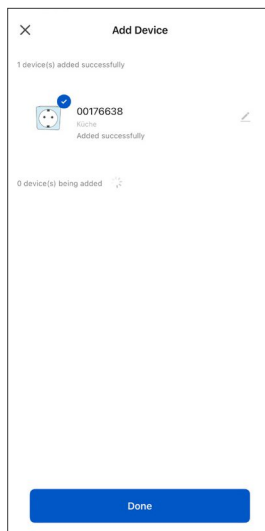 Add Device
1 device(s) added successfully
00176638
Küche
Added successfully
0 device(s) being added
Done